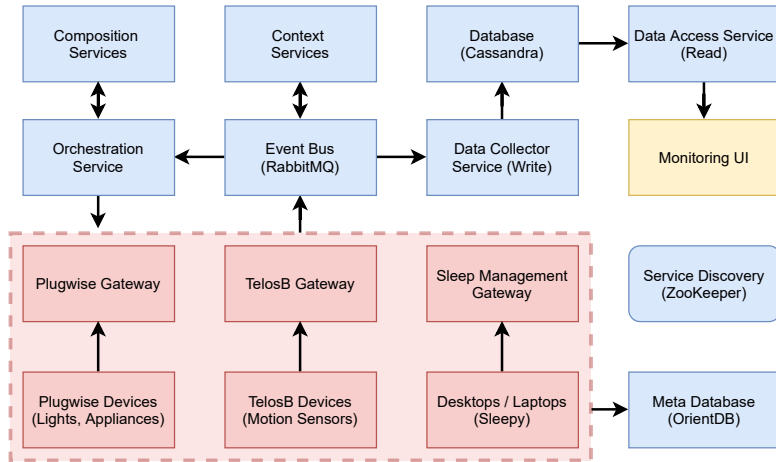 Composition
Services
Context
Services
Database
(Cassandra)
Data Access Service
(Read)
Orchestration
Service
Event Bus
(RabbitMQ)
Data Collector
Service (Write)
Monitoring UI
Plugwise Gateway
TelosB Gateway
Sleep Management
Gateway
Service Discovery
(ZooKeeper)
Plugwise Devices
(Lights, Appliances)
TelosB Devices
(Motion Sensors)
Desktops / Laptops
(Sleepy)
Meta Database
(OrientDB)